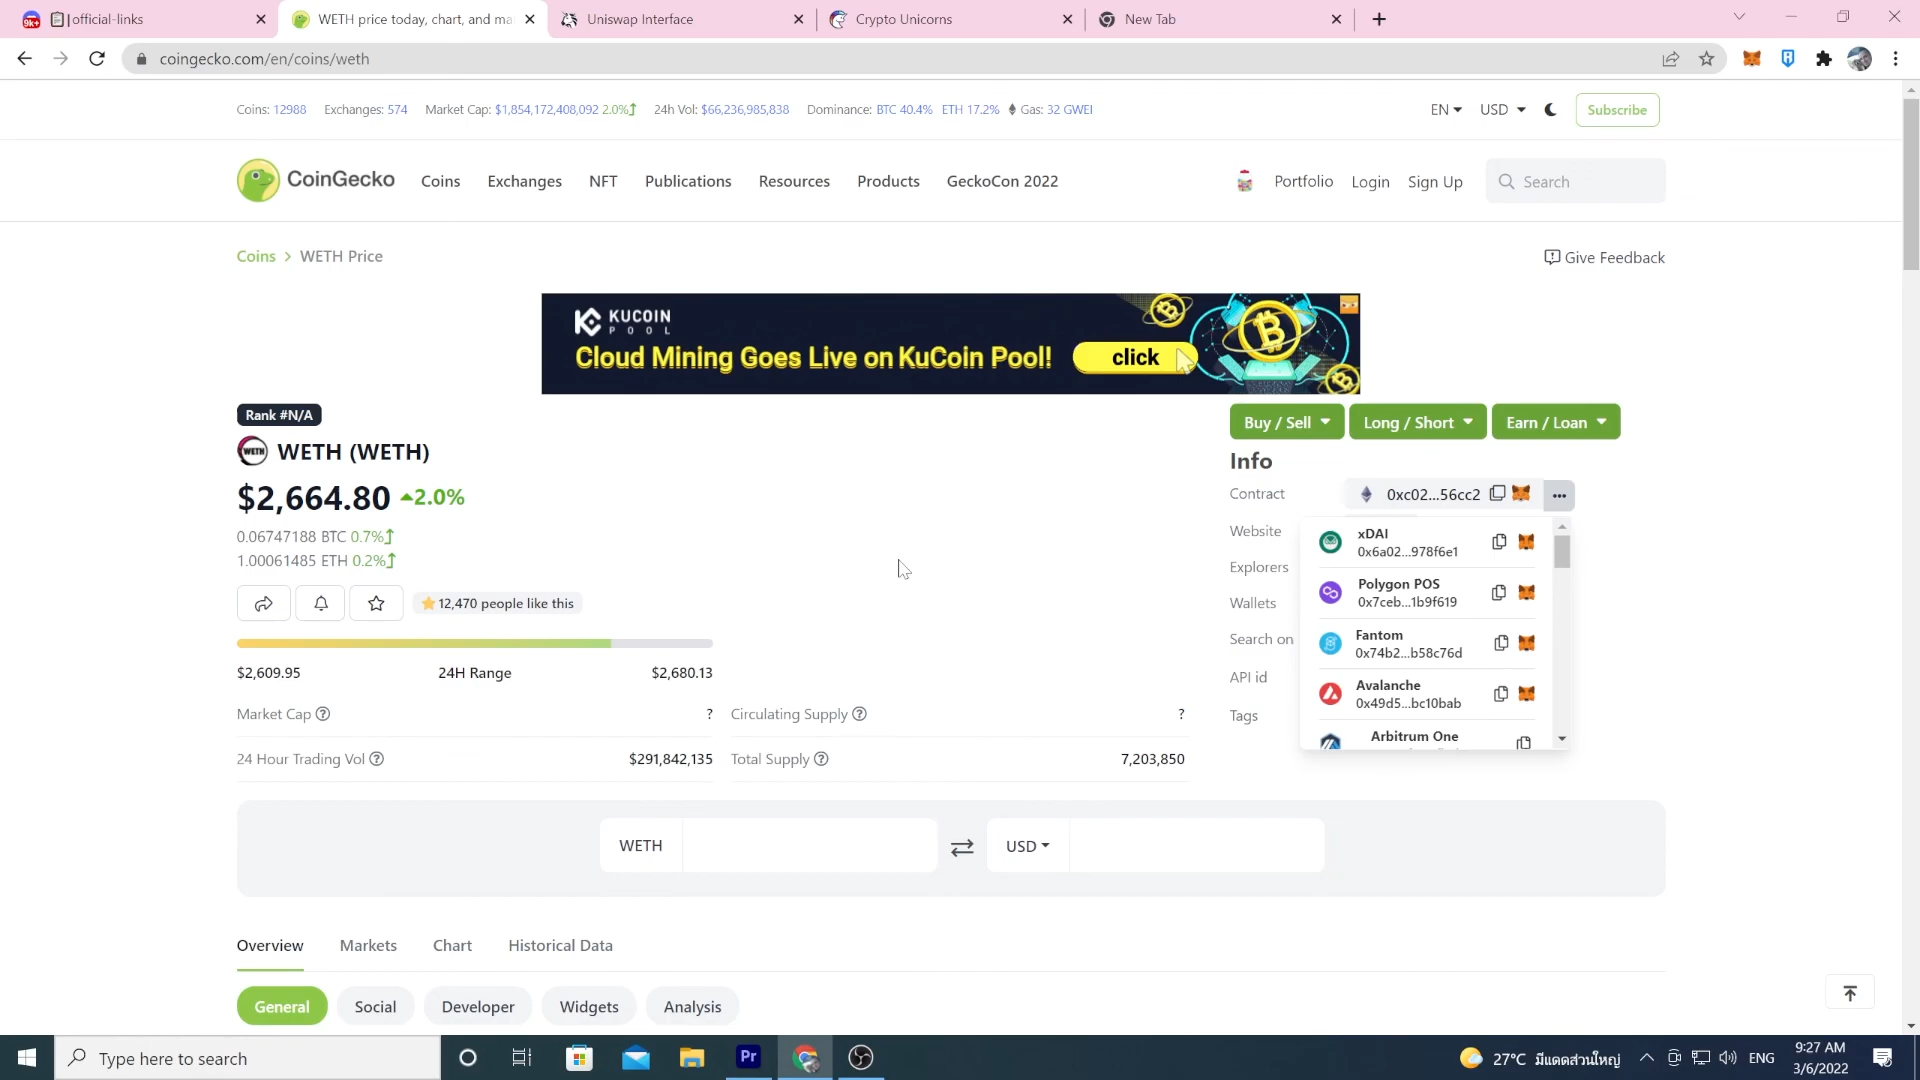 9k+ | official-links
WETH price today, chart, and ma
Uniswap Interface
Crypto Unicorns
New Tab
coingecko.com/en/coins/weth
Coins: 12988 Exchanges: 574 Market Cap: $1,854,172,408,092 2.0% 24h Vol: $66,236,985,838 Dominance: BTC 40.4% ETH 17.2% Gas: 32 GWEI
EN USD Subscribe
CoinGecko Coins Exchanges NFT Publications Resources Products GeckoCon 2022
Portfolio Login Sign Up Search
Coins > WETH Price
Give Feedback
KUCOIN
POOL
Cloud Mining Goes Live on KuCoin Pool! click
Rank #N/A
WETH WETH (WETH)
$2,664.80 2.0%
0.06747188 BTC 0.7%
1.00061485 ETH 0.2%
12,470 people like this
$2,609.95 24H Range $2,680.13
Market Cap ? ?
Circulating Supply ? ?
24 Hour Trading Vol ? $291,842,135
Total Supply ? 7,203,850
Buy / Sell Long / Short Earn / Loan
Info
Contract 0xc02...56cc2
Website
Explorers
Wallets
Search on
API id
Tags
xDAI
0x6a02...978f6e1
Polygon POS
0x7ceb...1b9f619
Fantom
0x74b2...b58c76d
Avalanche
0x49d5...bc10bab
Arbitrum One
WETH USD
Overview Markets Chart Historical Data
General Social Developer Widgets Analysis
Type here to search
Pr
27°C มีแดดส่วนใหญ่
ENG
9:27 AM
3/6/2022